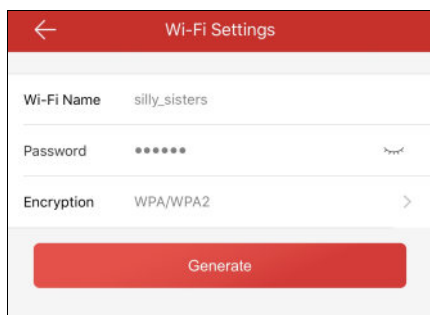 Wi-Fi Settings
Wi-Fi Name silly_sisters
Password ●●●●●●
Encryption WPA/WPA2
Generate